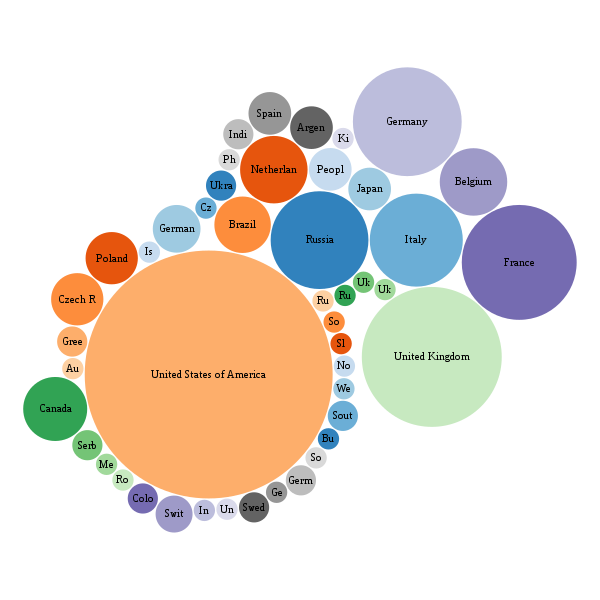 Spain
Argen
Germany
Indi
Ki
Ph
Netherlan
Peopl
Belgium
Ukra
Japan
Cz
German
Brazil
Russia
Italy
Is
Poland
France
Czech R
Ru
Ru
Uk
Uk
So
Gree
Sl
United Kingdom
Au
No
United States of America
We
Canada
Sout
Serb
Bu
Me
So
Ro
Germ
Colo
Ge
Swit
In
Un
Swed